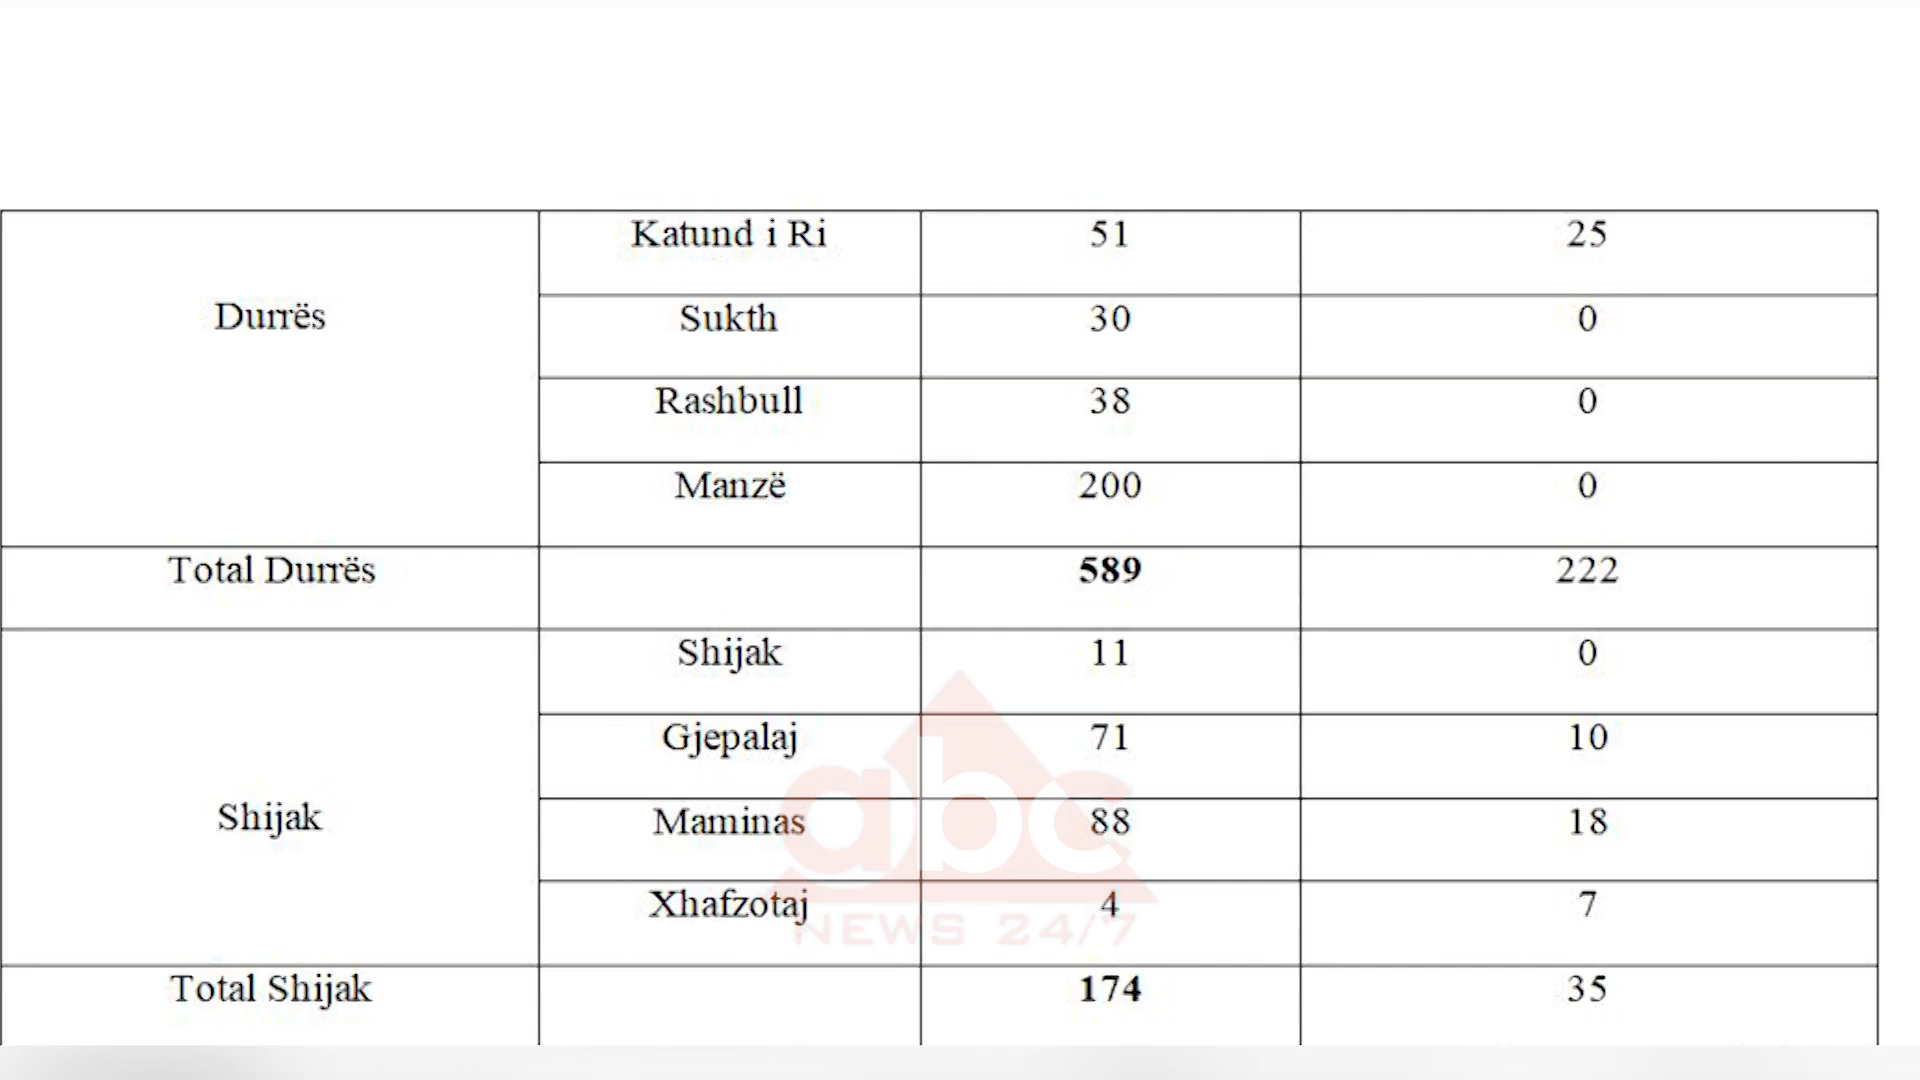 Durrës Katund i Ri 51 25
Sukth 30 0
Rashbull 38 0
Manzë 200 0
Total Durrës 589 222
Shijak Shijak 11 0
Gjepalaj 71 10
Maminas 88 18
Xhafzotaj 4 7
Total Shijak 174 35
abc
NEWS 24/7